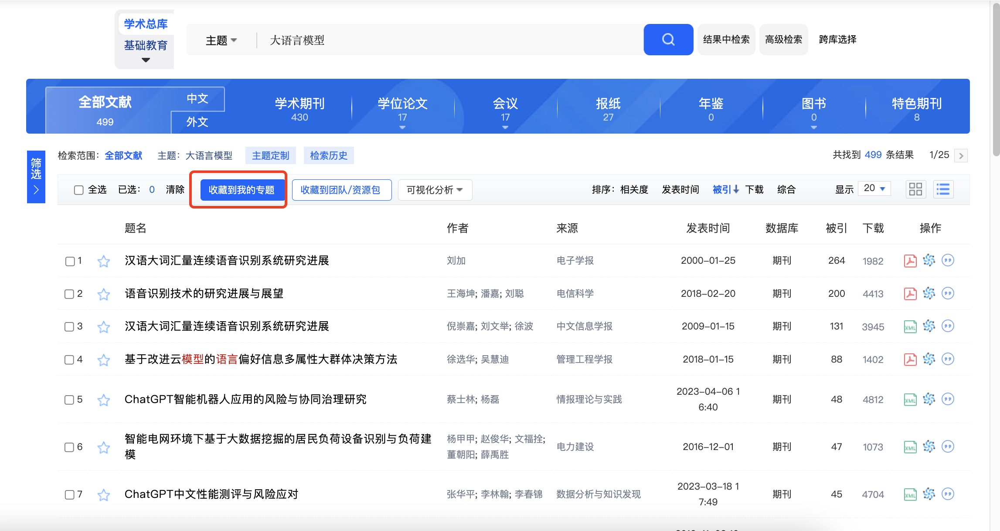 学术总库
基础教育
主题 大语言模型 结果中检索 高级检索 跨库选择
全部文献 499 中文 外文
学术期刊 430
学位论文 17
会议 17
报纸 27
年鉴 0
图书 0
特色期刊 8
筛选
检索范围：全部文献 主题：大语言模型 主题定制 检索历史 共找到 499 条结果 1/25
全选 已选：0 清除 收藏到我的专题 收藏到团队/资源包 可视化分析 排序：相关度 发表时间 被引 下载 综合 显示 20
题名 作者 来源 发表时间 数据库 被引 下载 操作
1 汉语大词汇量连续语音识别系统研究进展 刘加 电子学报 2000-01-25 期刊 264 1982
2 语音识别技术的研究进展与展望 王海坤; 潘嘉; 刘聪 电信科学 2018-02-20 期刊 200 4413
3 汉语大词汇量连续语音识别系统研究进展 倪崇嘉; 刘文举; 徐波 中文信息学报 2009-01-15 期刊 131 3945 XML
4 基于改进云模型的语言偏好信息多属性大群体决策方法 徐选华; 吴慧迪 管理工程学报 2018-01-15 期刊 88 1402
5 ChatGPT智能机器人应用的风险与协同治理研究 蔡士林; 杨磊 情报理论与实践 2023-04-06 1
6:40 期刊 48 4812 XML
6 智能电网环境下基于大数据挖掘的居民负荷设备识别与负荷建
模 杨甲甲; 赵俊华; 文福拴;
董朝阳; 薛禹胜 电力建设 2016-12-01 期刊 47 1073 XML
7 ChatGPT中文性能测评与风险应对 张华平; 李林翰; 李春锦 数据分析与知识发现 2023-03-18 1
7:49 期刊 45 4704 XML